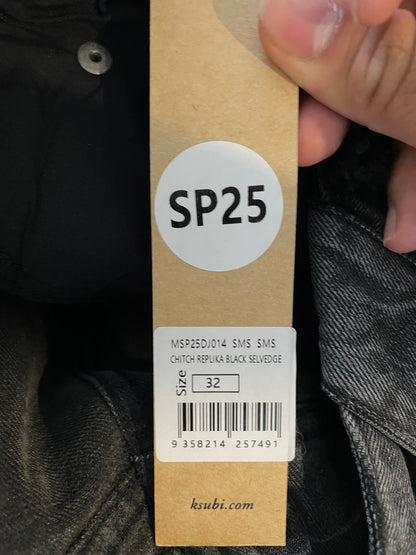 SP25
MSP25DJ014 SMS SMS
CHITCH REPLIKA BLACK SELVEDGE
Size 32
9 358214 257491
ksubi.com